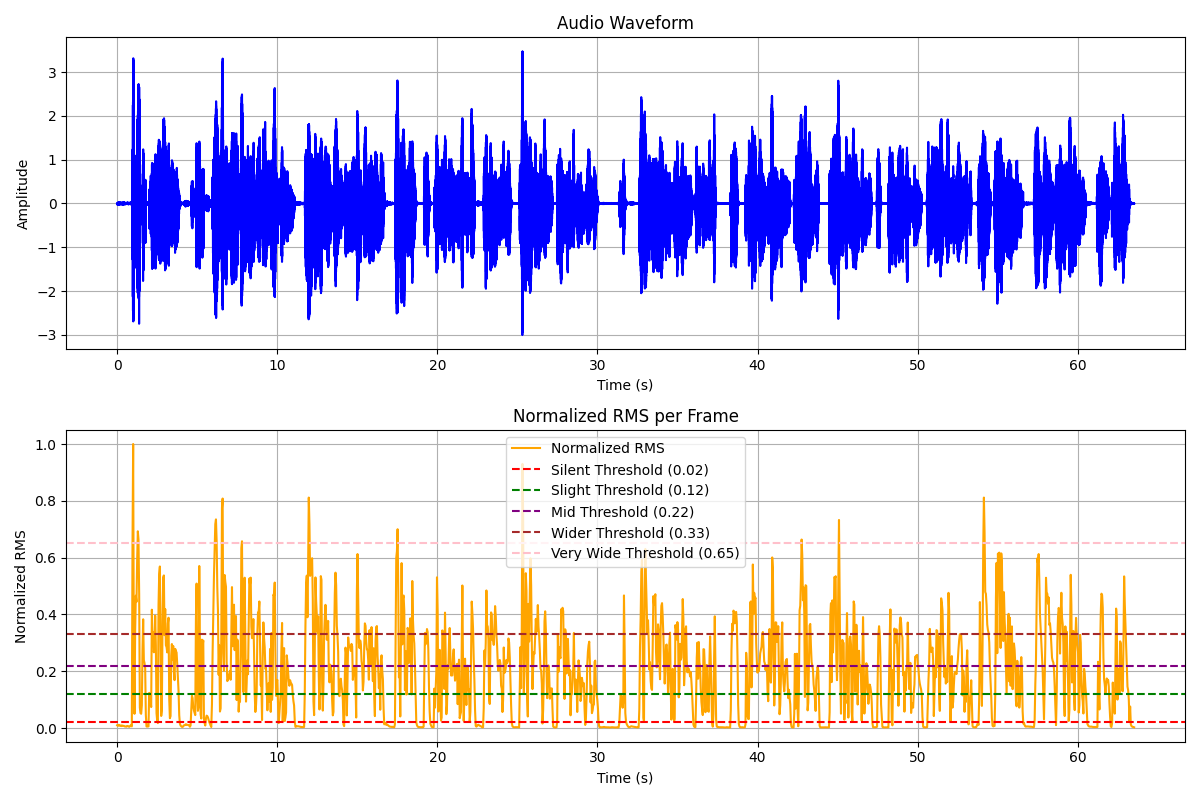 Audio Waveform
3
2
1
0
−1
−2
−3
Amplitude
0 10 20 30 40 50 60
Time (s)
Normalized RMS per Frame
1.0
0.8
0.6
0.4
0.2
0.0
Normalized RMS
Normalized RMS
Silent Threshold (0.02)
Slight Threshold (0.12)
Mid Threshold (0.22)
Wider Threshold (0.33)
Very Wide Threshold (0.65)
0 10 20 30 40 50 60
Time (s)